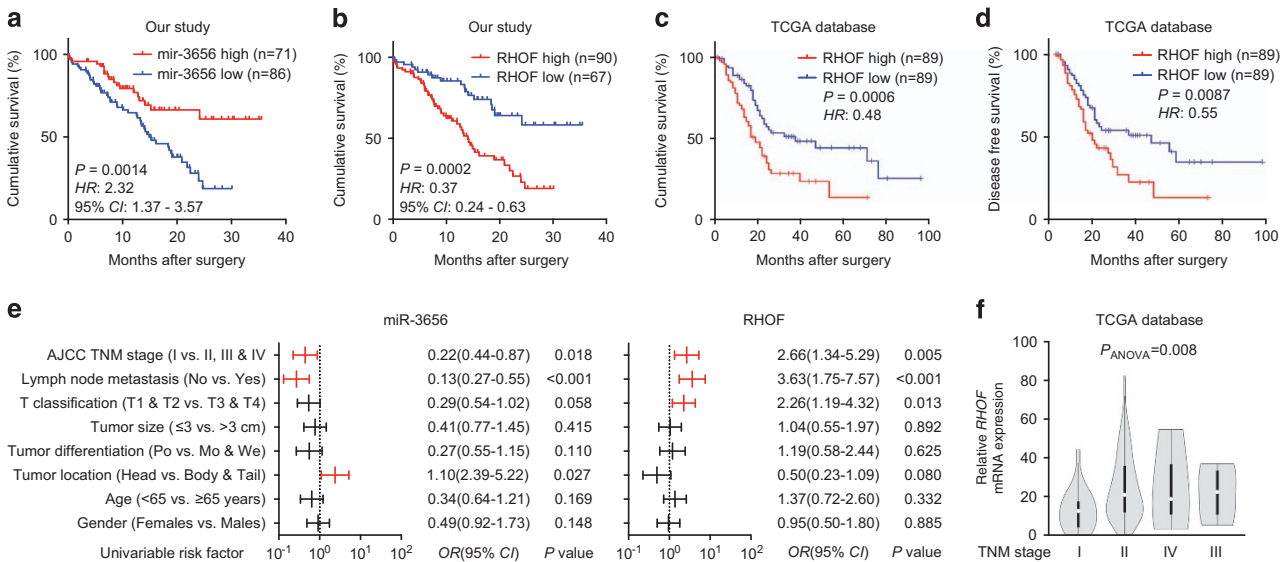 a
Our study
Cumulative survival (%)
100
50
0
mir-3656 high (n=71)
mir-3656 low (n=86)
P = 0.0014
HR: 2.32
95% CI: 1.37 - 3.57
0 10 20 30 40
Months after surgery
b
Our study
Cumulative survival (%)
100
50
0
RHOF high (n=90)
RHOF low (n=67)
P = 0.0002
HR: 0.37
95% CI: 0.24 - 0.63
0 10 20 30 40
Months after surgery
c
TCGA database
Cumulative survival (%)
100
50
0
RHOF high (n=89)
RHOF low (n=89)
P = 0.0006
HR: 0.48
0 20 40 60 80 100
Months after surgery
d
TCGA database
Disease free survival (%)
100
50
0
RHOF high (n=89)
RHOF low (n=89)
P = 0.0087
HR: 0.55
0 20 40 60 80 100
Months after surgery
e
miR-3656 RHOF
AJCC TNM stage (I vs. II, III & IV 0.22(0.44-0.87) 0.018 2.66(1.34-5.29) 0.005
Lymph node metastasis (No vs. Yes) 0.13(0.27-0.55) <0.001 3.63(1.75-7.57) <0.001
T classification (T1 & T2 vs. T3 & T4) 0.29(0.54-1.02) 0.058 2.26(1.19-4.32) 0.013
Tumor size (≤3 vs. >3 cm) 0.41(0.77-1.45) 0.415 1.04(0.55-1.97) 0.892
Tumor differentiation (Po vs. Mo & We) 0.27(0.55-1.15) 0.110 1.19(0.58-2.44) 0.625
Tumor location (Head vs. Body & Tail) 1.10(2.39-5.22) 0.027 0.50(0.23-1.09) 0.080
Age (<65 vs. ≥65 years) 0.34(0.64-1.21) 0.169 1.37(0.72-2.60) 0.332
Gender (Females vs. Males) 0.49(0.92-1.73) 0.148 0.95(0.50-1.80) 0.885
Univariable risk factor 10⁻¹ 10⁰ 10¹ 10² OR(95% CI) P value 10⁻¹ 10⁰ 10¹ 10² OR(95% CI) P value
f
TCGA database
P ANOVA=0.008
Relative RHOF
mRNA expression
100
80
60
40
20
0
TNM stage I II IV III